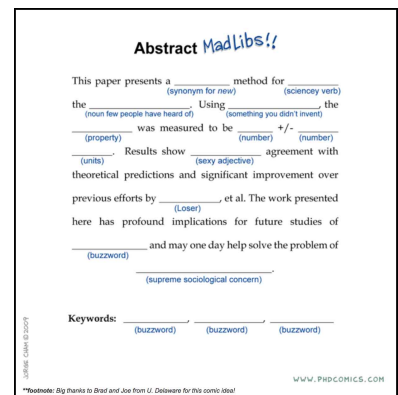 Abstract MadLibs!!
This paper presents a __________ method for __________
(synonym for new) (sciencey verb)
the ____________________. Using __________________, the
(noun few people have heard of) (something you didn't invent)
__________ was measured to be _______ +/- _______
(property) (number) (number)
_______. Results show ____________ agreement with
(units) (sexy adjective)
theoretical predictions and significant improvement over
previous efforts by __________, et al. The work presented
(Loser)
here has profound implications for future studies of
_____________ and may one day help solve the problem of
(buzzword)
_______________________.
(supreme sociological concern)
Keywords: __________, __________, __________
(buzzword) (buzzword) (buzzword)
JORGE CHAM © 2009
WWW.PHDCOMICS.COM
**footnote: Big thanks to Brad and Joe from U. Delaware for this comic idea!